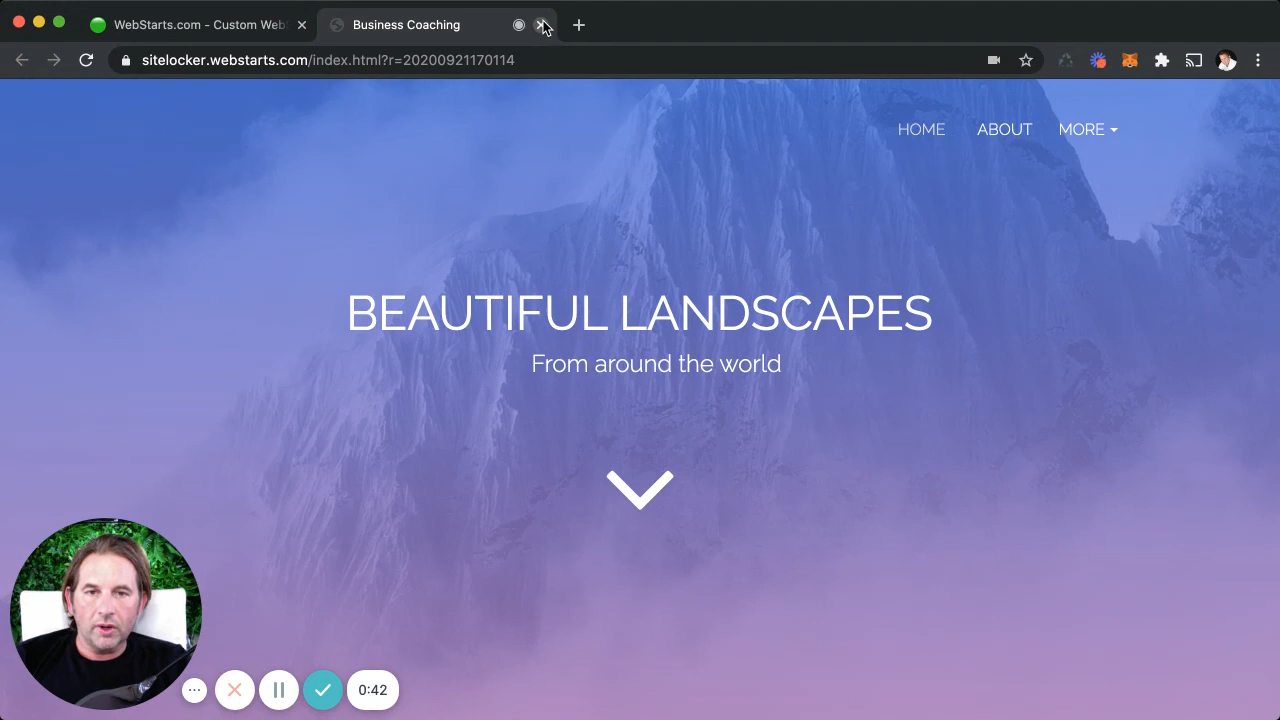 WebStarts.com - Custom Web
Business Coaching
sitelocker.webstarts.com/index.html?r=20200921170114
HOME
ABOUT
MORE
BEAUTIFUL LANDSCAPES
From around the world
0:42